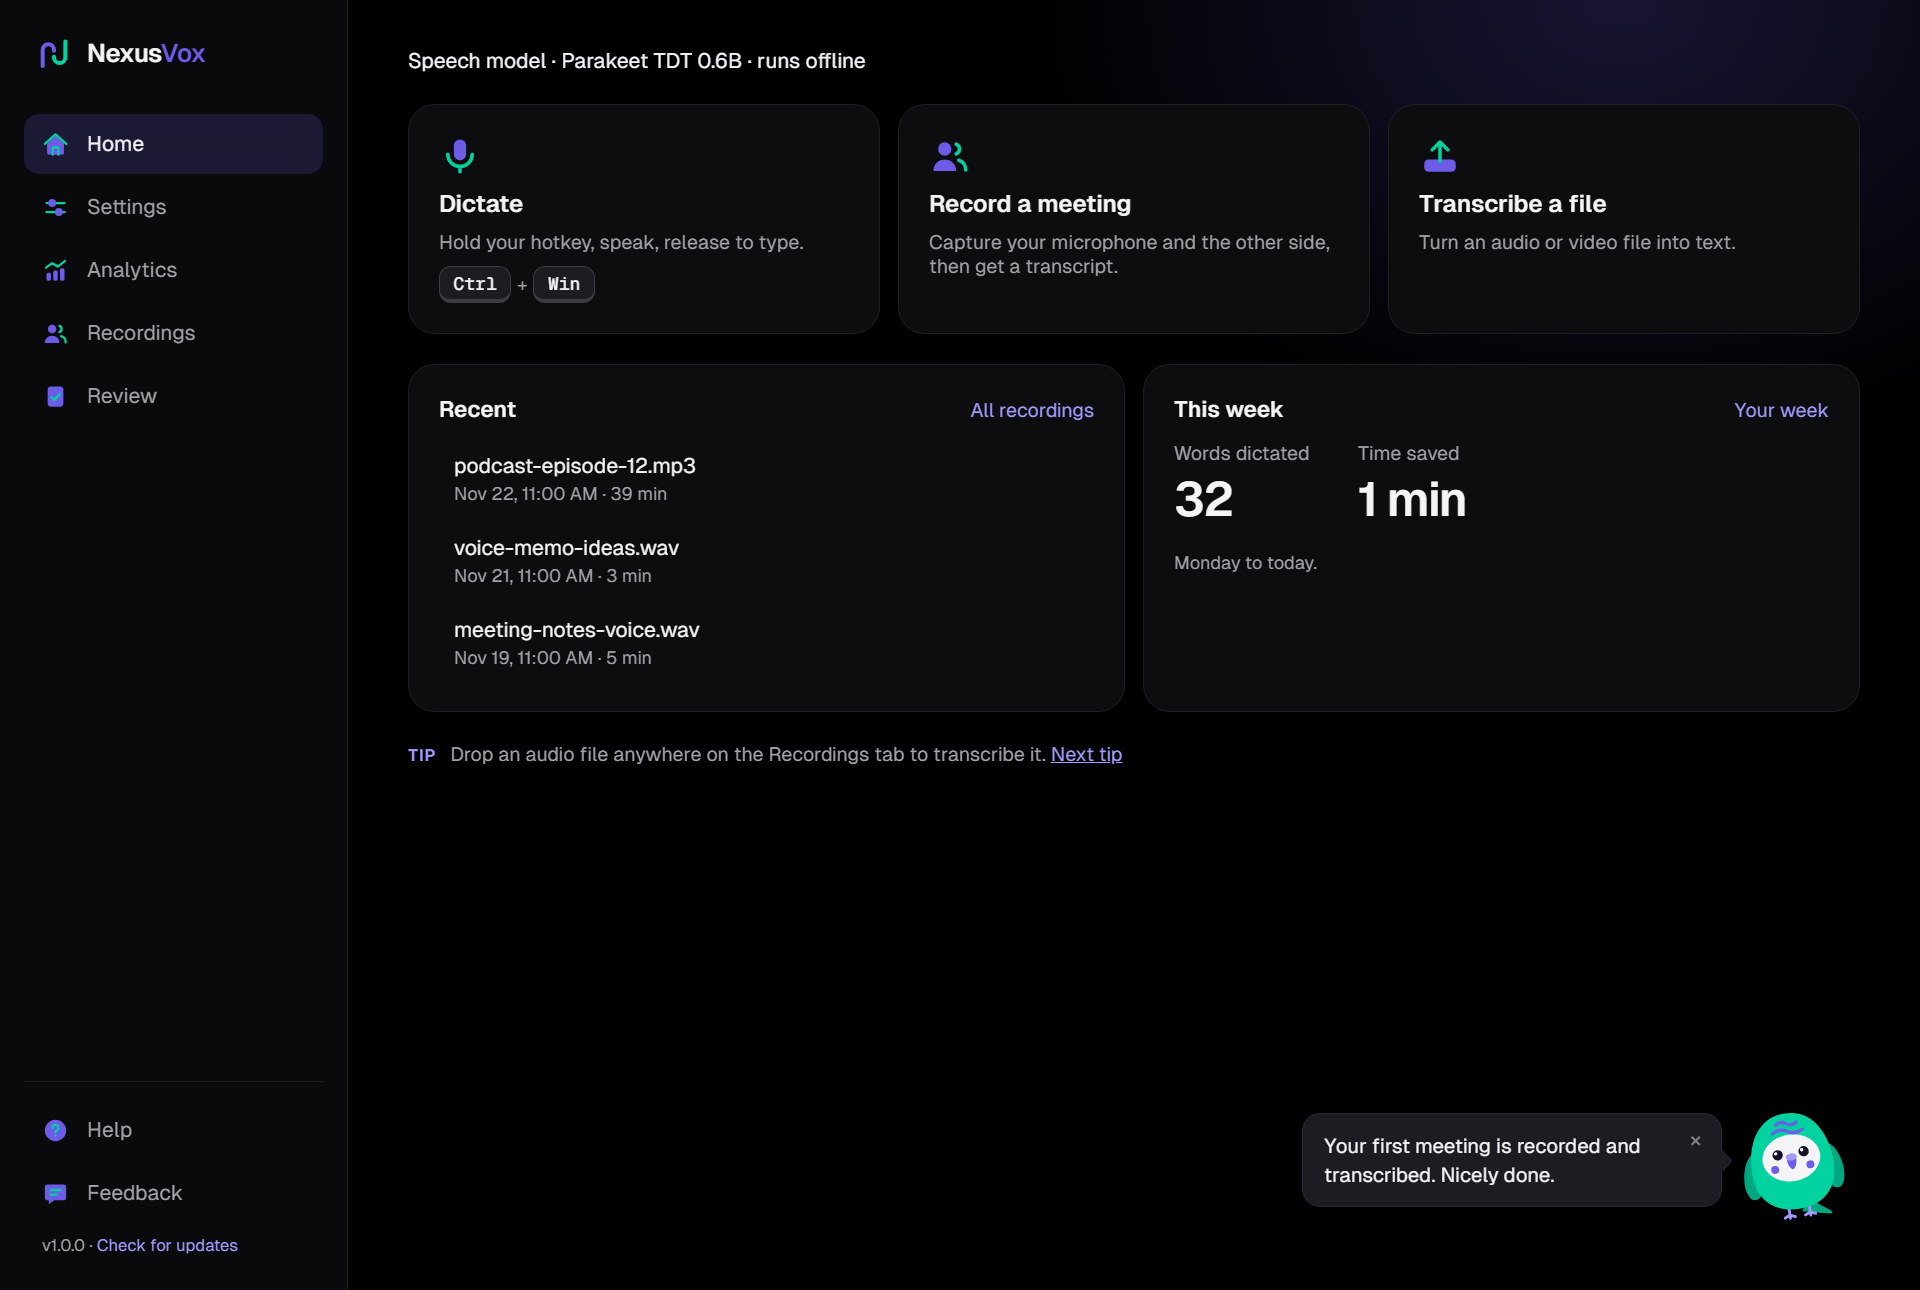 NexusVox
Home
Settings
Analytics
Recordings
Review
Help
Feedback
v1.0.0 · Check for updates
Speech model · Parakeet TDT 0.6B · runs offline
Dictate
Hold your hotkey, speak, release to type.
Ctrl + Win
Record a meeting
Capture your microphone and the other side,
then get a transcript.
Transcribe a file
Turn an audio or video file into text.
Recent
All recordings
podcast-episode-12.mp3
Nov 22, 11:00 AM · 39 min
voice-memo-ideas.wav
Nov 21, 11:00 AM · 3 min
meeting-notes-voice.wav
Nov 19, 11:00 AM · 5 min
This week
Your week
Words dictated
32
Time saved
1 min
Monday to today.
TIP Drop an audio file anywhere on the Recordings tab to transcribe it. Next tip
Your first meeting is recorded and
transcribed. Nicely done.